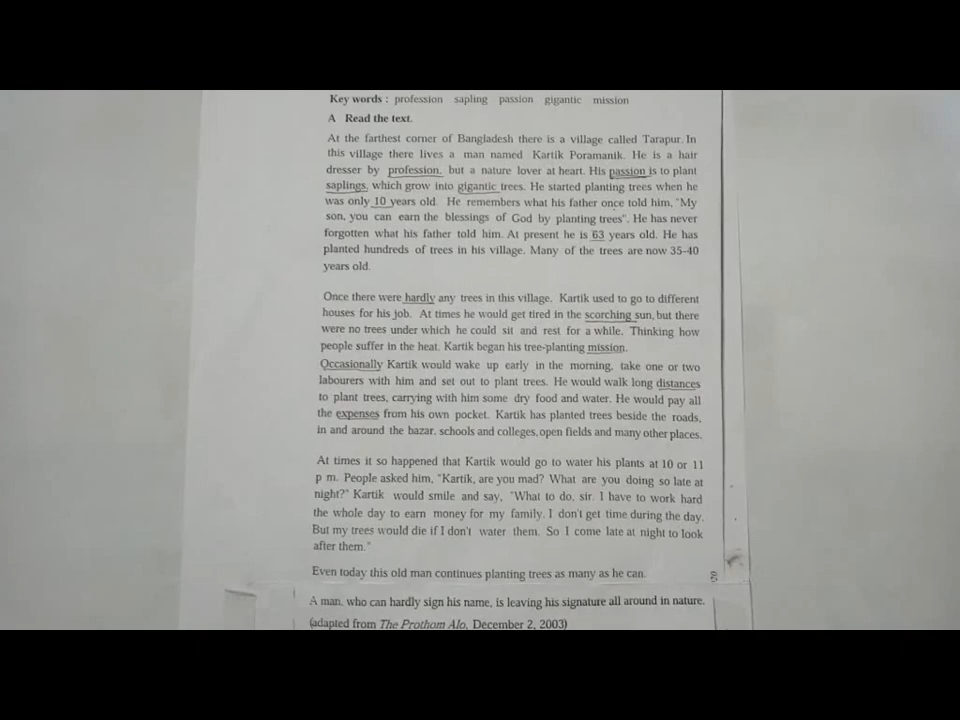 Key words : profession sapling passion gigantic mission
A Read the text.
At the farthest corner of Bangladesh there is a village called Tarapur. In
this village there lives a man named Kartik Poramanik. He is a hair
dresser by profession, but a nature lover at heart. His passion is to plant
saplings, which grow into gigantic trees. He started planting trees when he
was only 10 years old. He remembers what his father once told him, "My
son, you can earn the blessings of God by planting trees". He has never
forgotten what his father told him. At present he is 63 years old. He has
planted hundreds of trees in his village. Many of the trees are now 35-40
years old.
Once there were hardly any trees in this village. Kartik used to go to different
houses for his job. At times he would get tired in the scorching sun, but there
were no trees under which he could sit and rest for a while. Thinking how
people suffer in the heat, Kartik began his tree-planting mission.
Occasionally Kartik would wake up early in the morning, take one or two
labourers with him and set out to plant trees. He would walk long distances
to plant trees, carrying with him some dry food and water. He would pay all
the expenses from his own pocket. Kartik has planted trees beside the roads,
in and around the bazar, schools and colleges, open fields and many other places.
At times it so happened that Kartik would go to water his plants at 10 or 11
p m. People asked him, "Kartik, are you mad? What are you doing so late at
night?" Kartik would smile and say, "What to do, sir. I have to work hard
the whole day to earn money for my family. I don't get time during the day.
But my trees would die if I don't water them. So I come late at night to look
after them."
Even today this old man continues planting trees as many as he can.
20
A man, who can hardly sign his name, is leaving his signature all around in nature.
(adapted from The Prothom Alo, December 2, 2003)